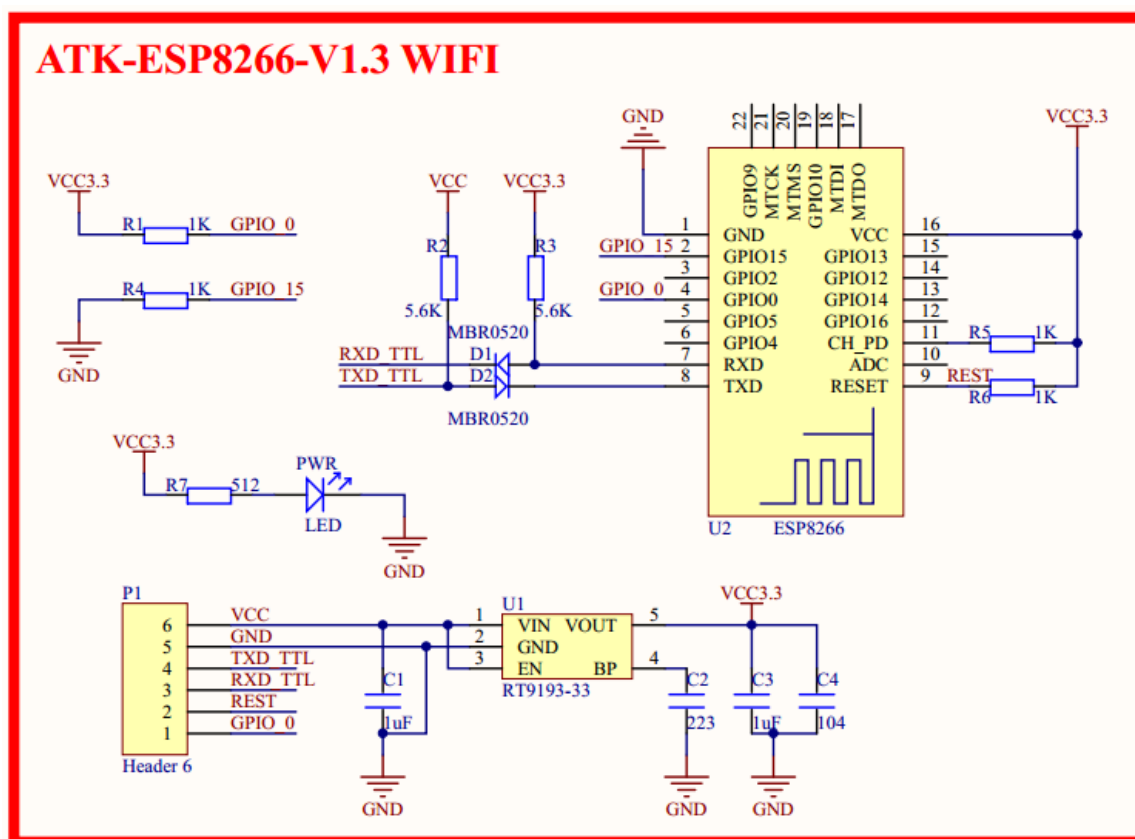 ATK-ESP8266-V1.3 WIFI
VCC3.3
R1 1K GPIO_0
R4 1K GPIO_15
GND
VCC VCC3.3
R2 R3
5.6K 5.6K
MBR0520
RXD_TTL D1
TXD_TTL D2
MBR0520
GND
22 21 20 19 18 17
GPIO9 MTCK MTMS GPIO10 MTDI MTDO
VCC3.3
1 GND VCC 16
GPIO_15 2 GPIO15 GPIO13 15
3 GPIO2 GPIO12 14
GPIO_0 4 GPIO0 GPIO14 13
5 GPIO5 GPIO16 12
6 GPIO4 CH_PD 11 R5 1K
7 RXD ADC 10
8 TXD RESET 9 REST
R6 1K
U2 ESP8266
VCC3.3
R7 512
PWR
LED
GND
P1
6 VCC
5 GND
4 TXD_TTL
3 RXD_TTL
2 REST
1 GPIO_0
Header 6
C1
1uF
GND
U1
1 VIN VOUT 5
2 GND
3 EN BP 4
RT9193-33
VCC3.3
C2 C3 C4
223 1uF 104
GND GND